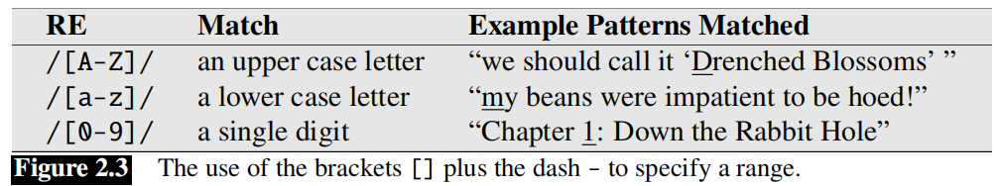 RE Match Example Patterns Matched
/[A-Z]/ an upper case letter “we should call it ‘Drenched Blossoms’ ”
/[a-z]/ a lower case letter “my beans were impatient to be hoed!”
/[0-9]/ a single digit “Chapter 1: Down the Rabbit Hole”
Figure 2.3 The use of the brackets [] plus the dash - to specify a range.